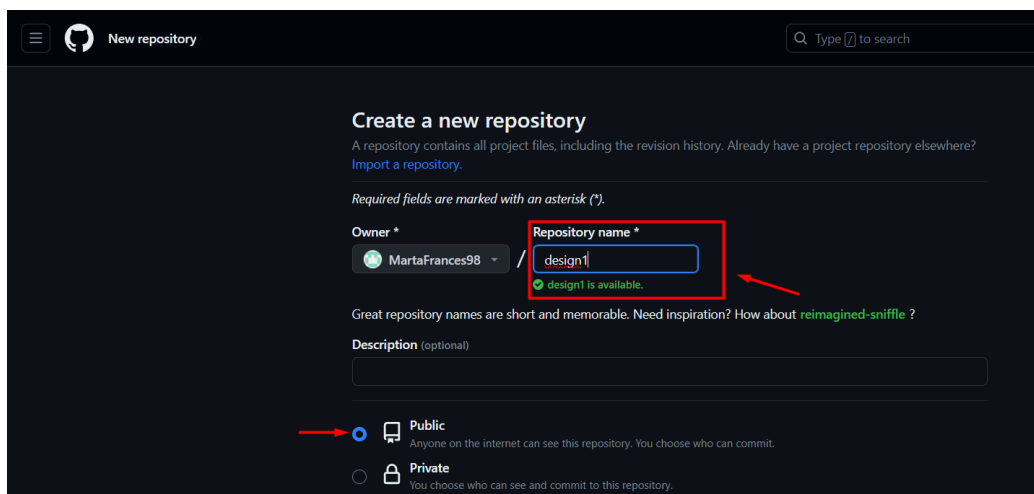 New repository
Type / to search
Create a new repository
A repository contains all project files, including the revision history. Already have a project repository elsewhere?
Import a repository.
Required fields are marked with an asterisk (*).
Owner *
Repository name *
MartaFrances98
/
design1
design1 is available.
Great repository names are short and memorable. Need inspiration? How about reimagined-sniffle ?
Description (optional)
Public
Anyone on the internet can see this repository. You choose who can commit.
Private
You choose who can see and commit to this repository.